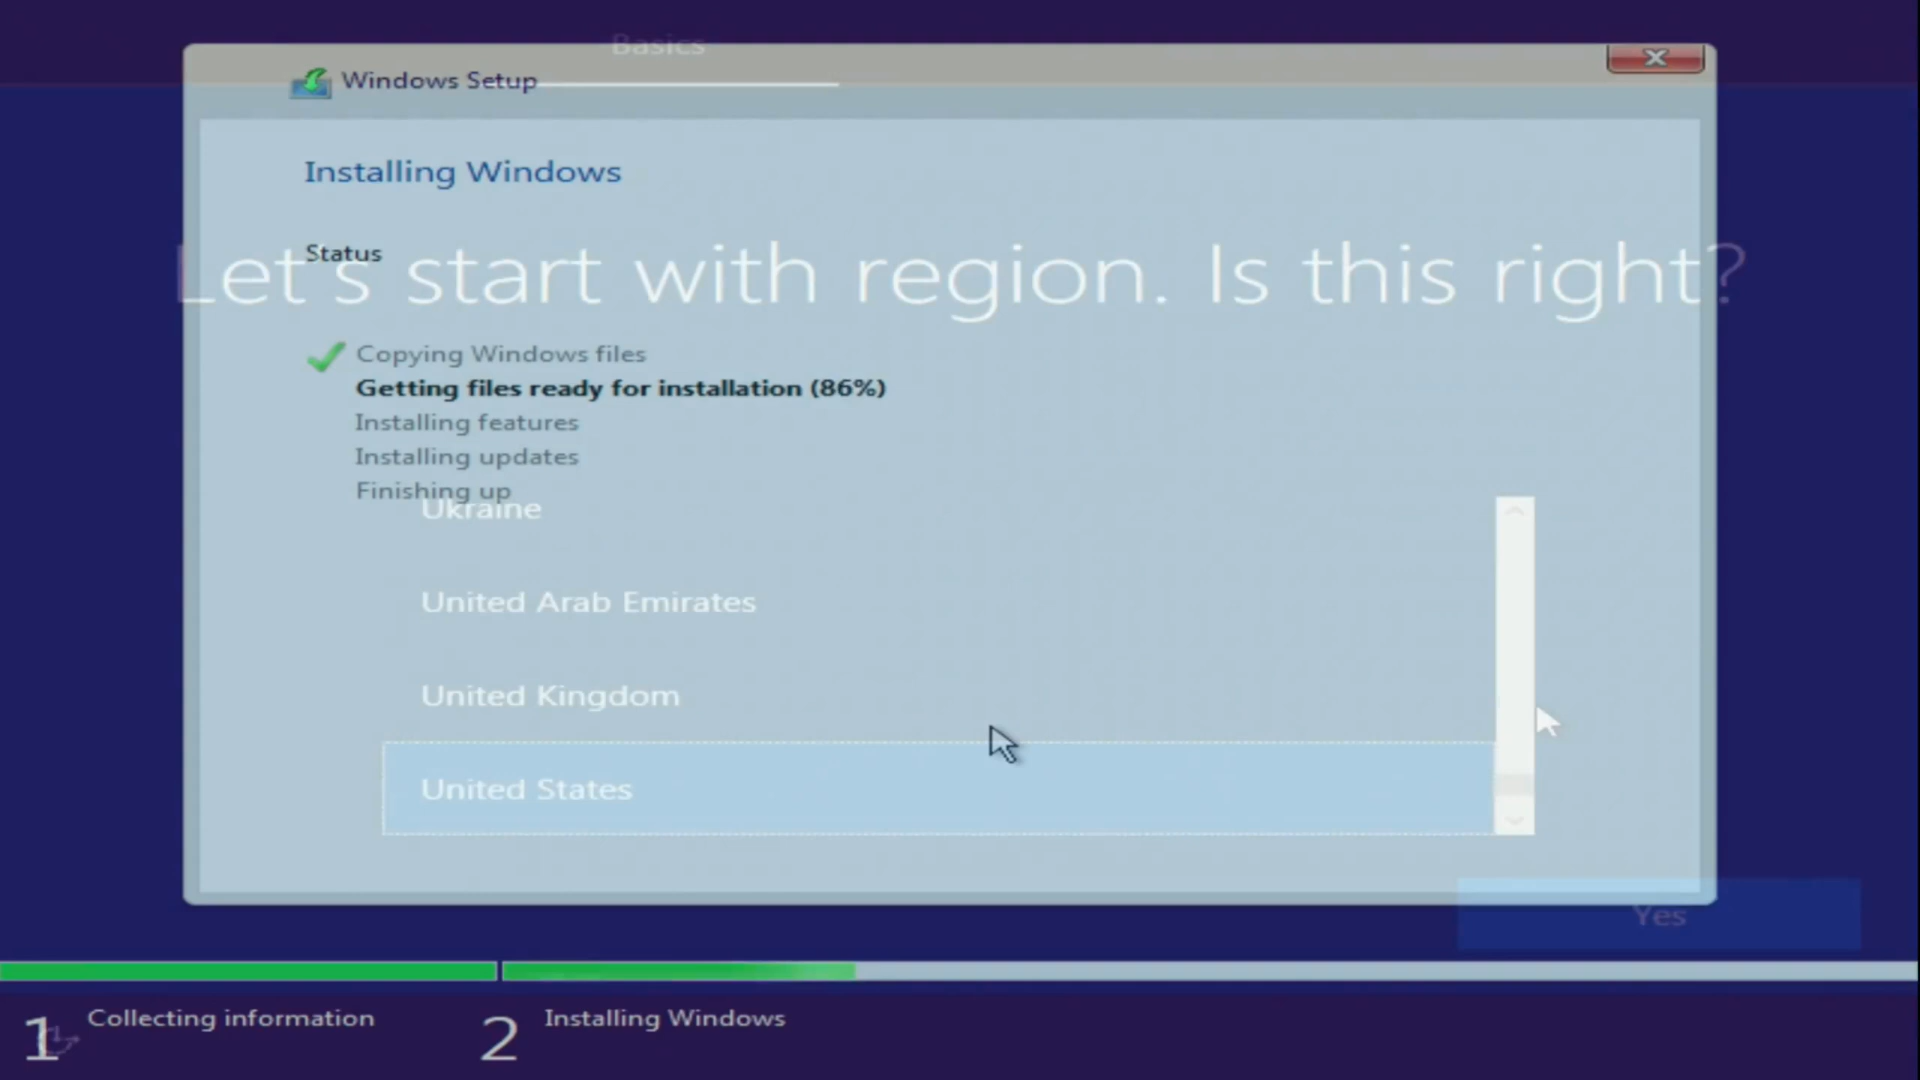 Basics
Windows Setup
Installing Windows
Status
Let's start with region. Is this right?
Copying Windows files
Getting files ready for installation (86%)
Installing features
Installing updates
Finishing up
Ukraine
United Arab Emirates
United Kingdom
United States
Yes
1 Collecting information
2 Installing Windows